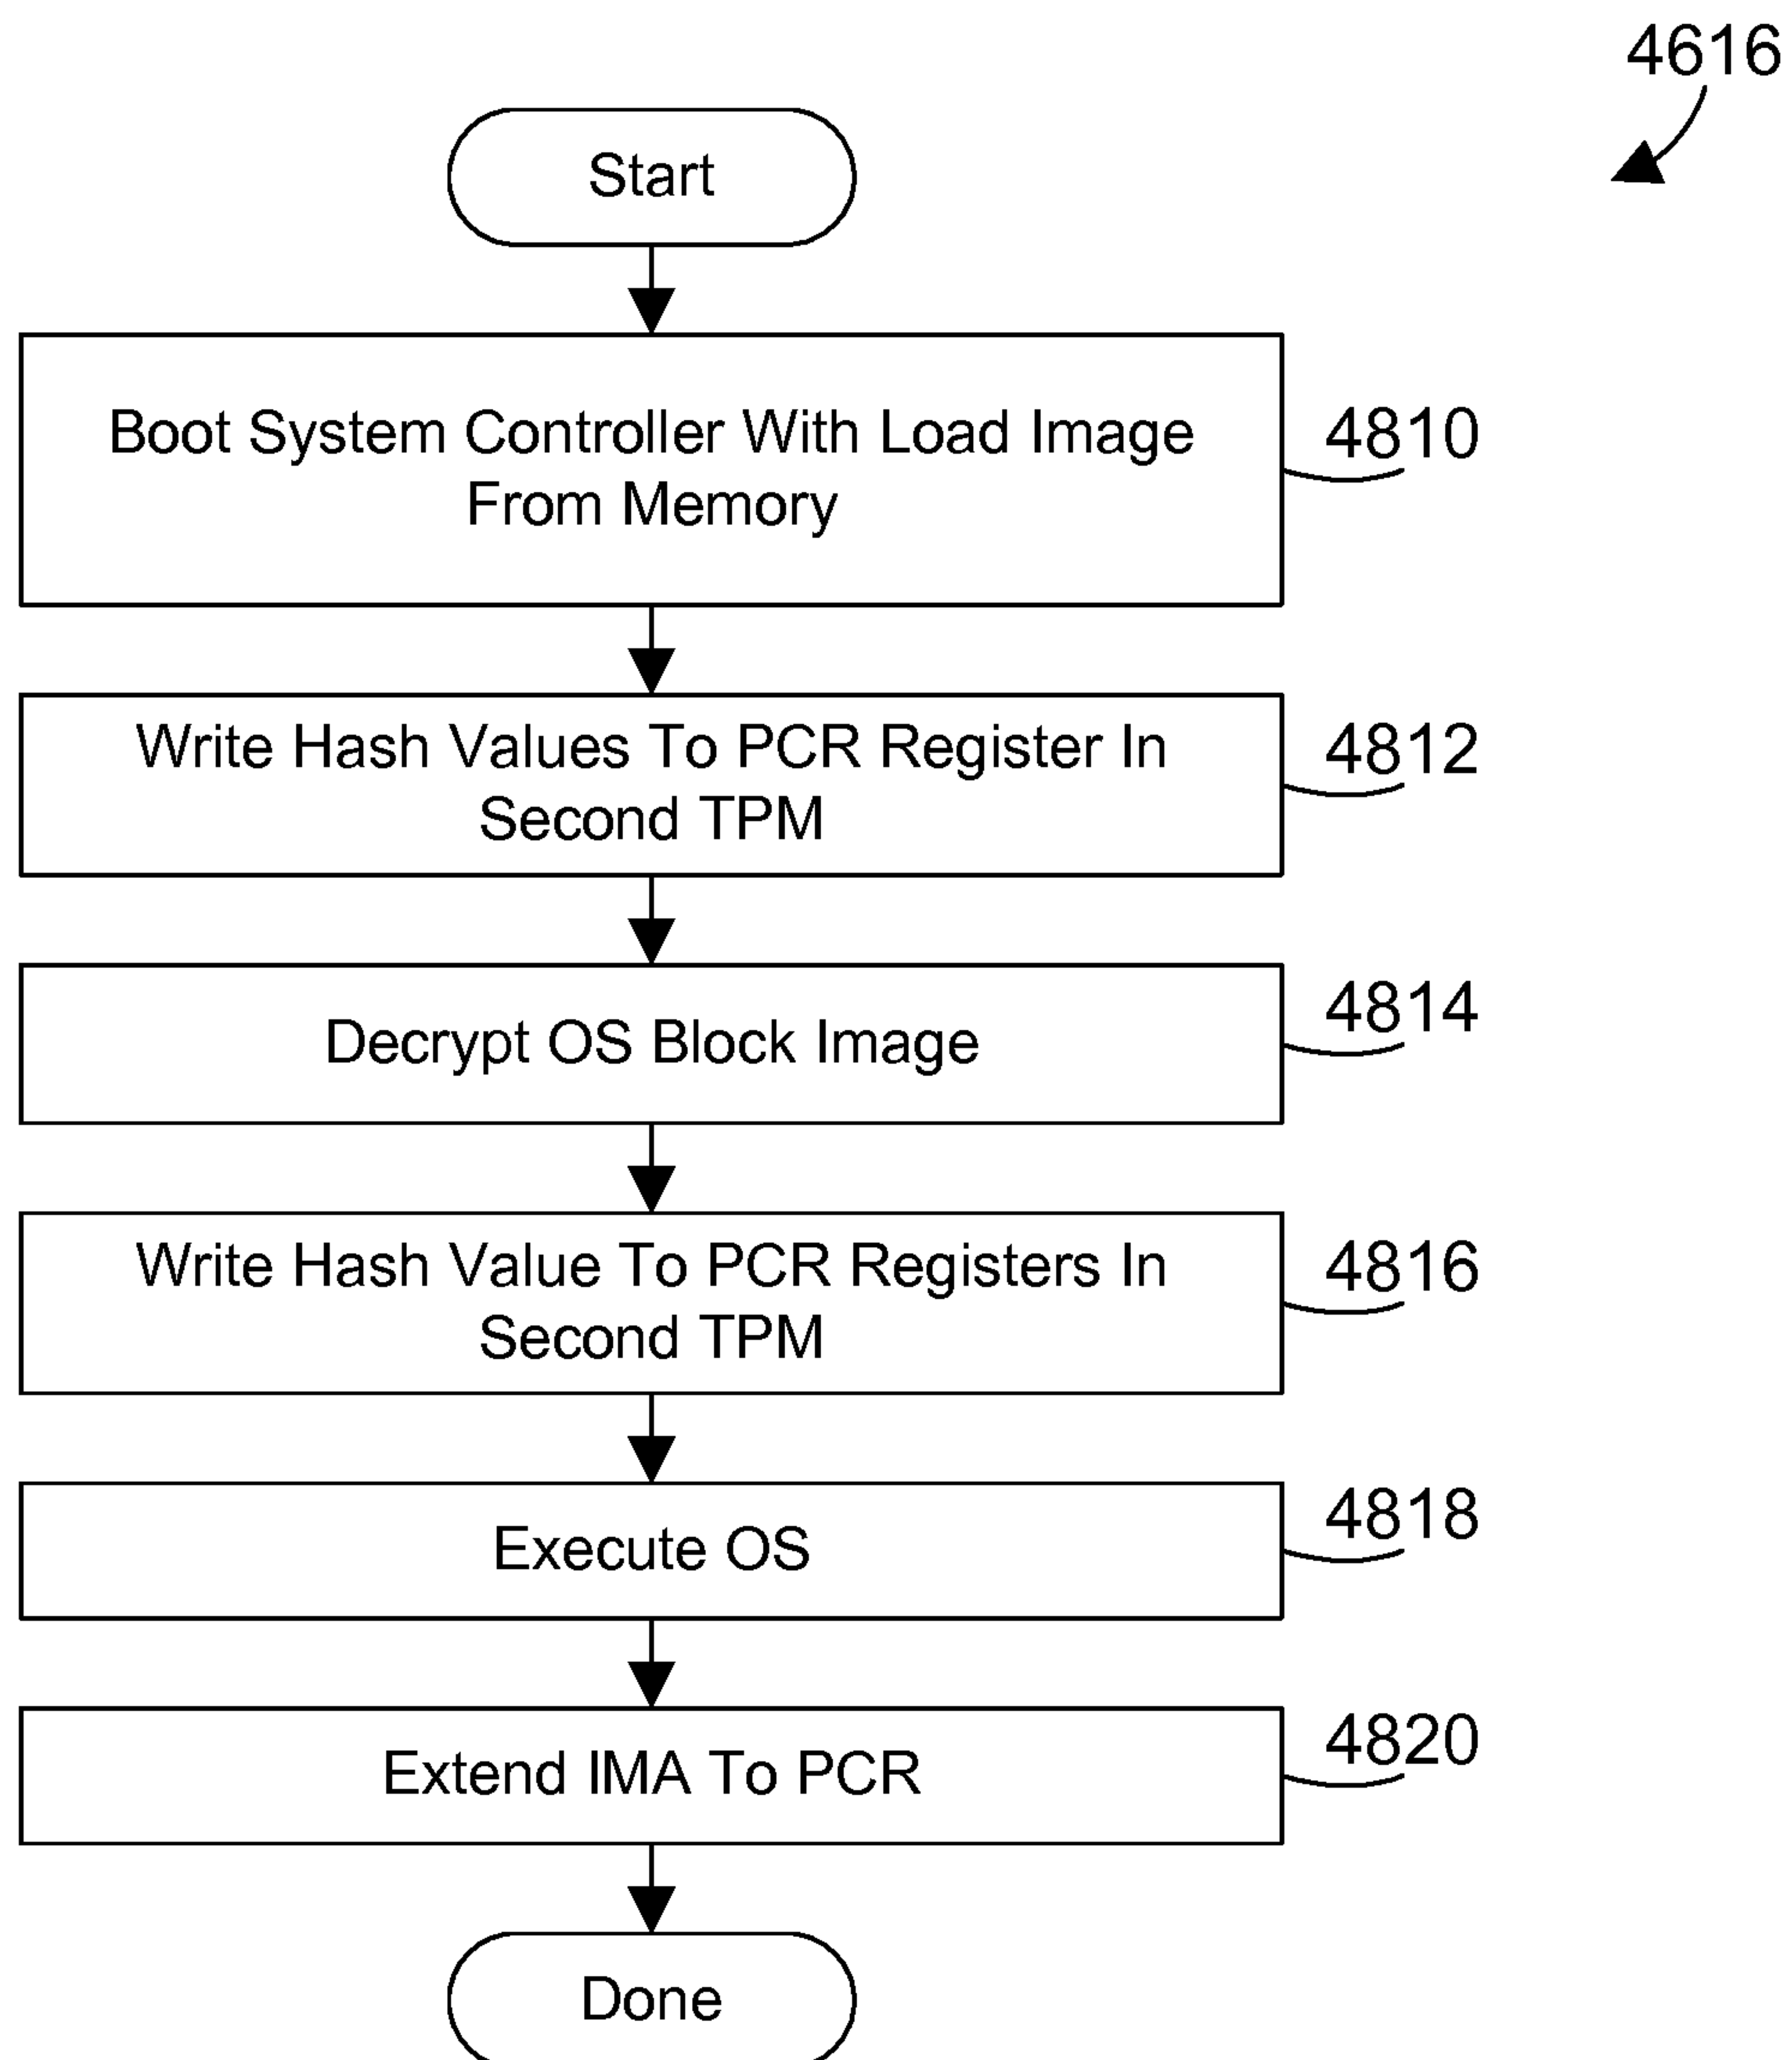 4616
Start
Boot System Controller With Load Image
From Memory
4810
Write Hash Values To PCR Register In
Second TPM
4812
Decrypt OS Block Image
4814
Write Hash Value To PCR Registers In
Second TPM
4816
Execute OS
4818
Extend IMA To PCR
4820
Done